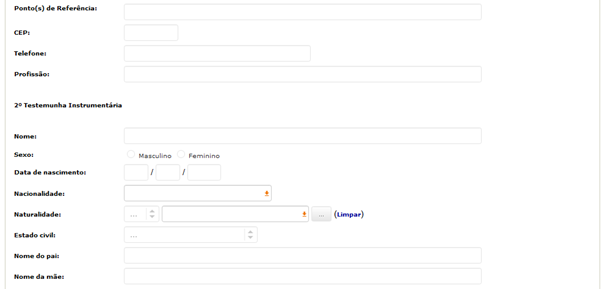 Ponto(s) de Referência:
CEP:
Telefone:
Profissão:
2º Testemunha Instrumentária
Nome:
Sexo: Masculino Feminino
Data de nascimento: / /
Nacionalidade:
Naturalidade: ... ... (Limpar)
Estado civil: ...
Nome do pai:
Nome da mãe: